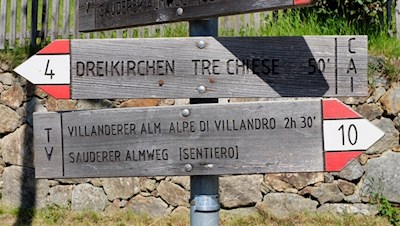 4 DREIKIRCHEN TRE CHIESE 50' CAI
TV VILLANDERER ALM ALPE DI VILLANDRO 2h 30' 10
SAUDERER ALMWEG [SENTIERO]